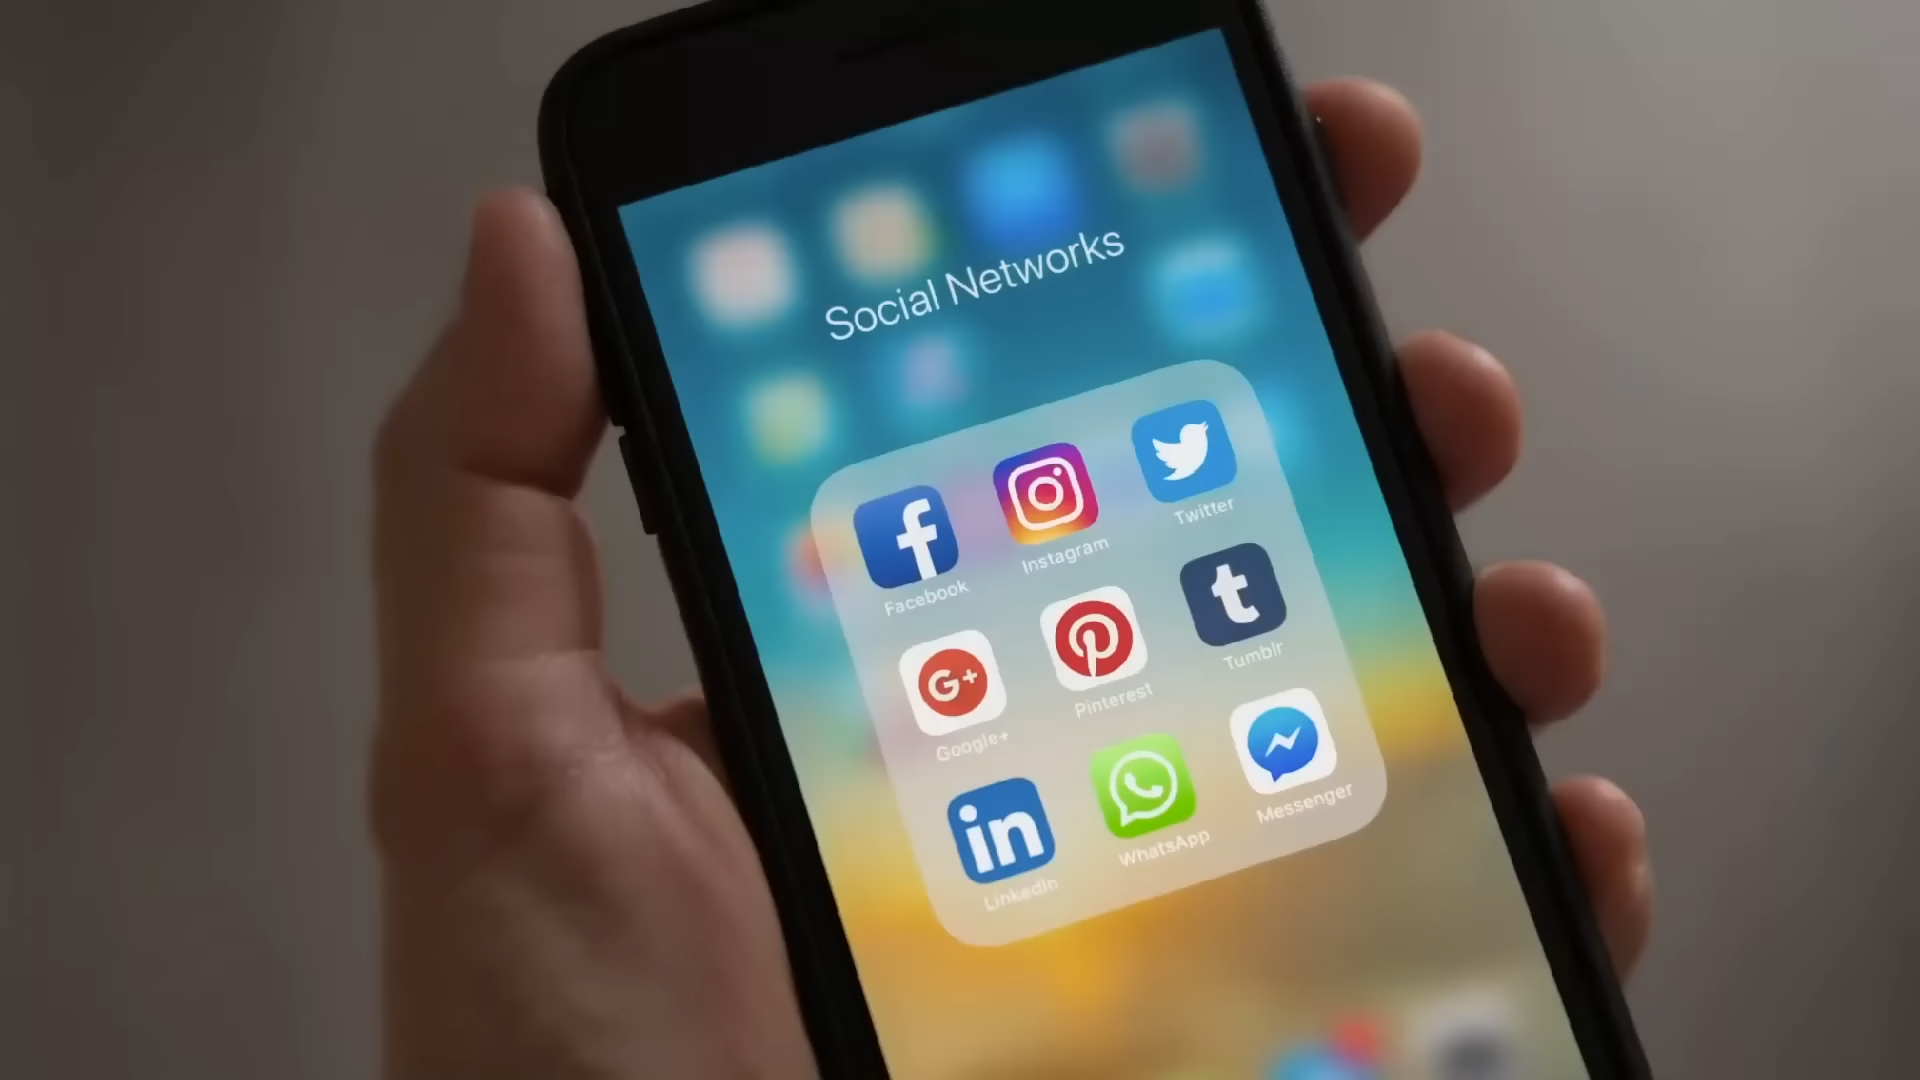 Social Networks
Facebook
Instagram
Twitter
Google+
Pinterest
Tumblr
LinkedIn
WhatsApp
Messenger